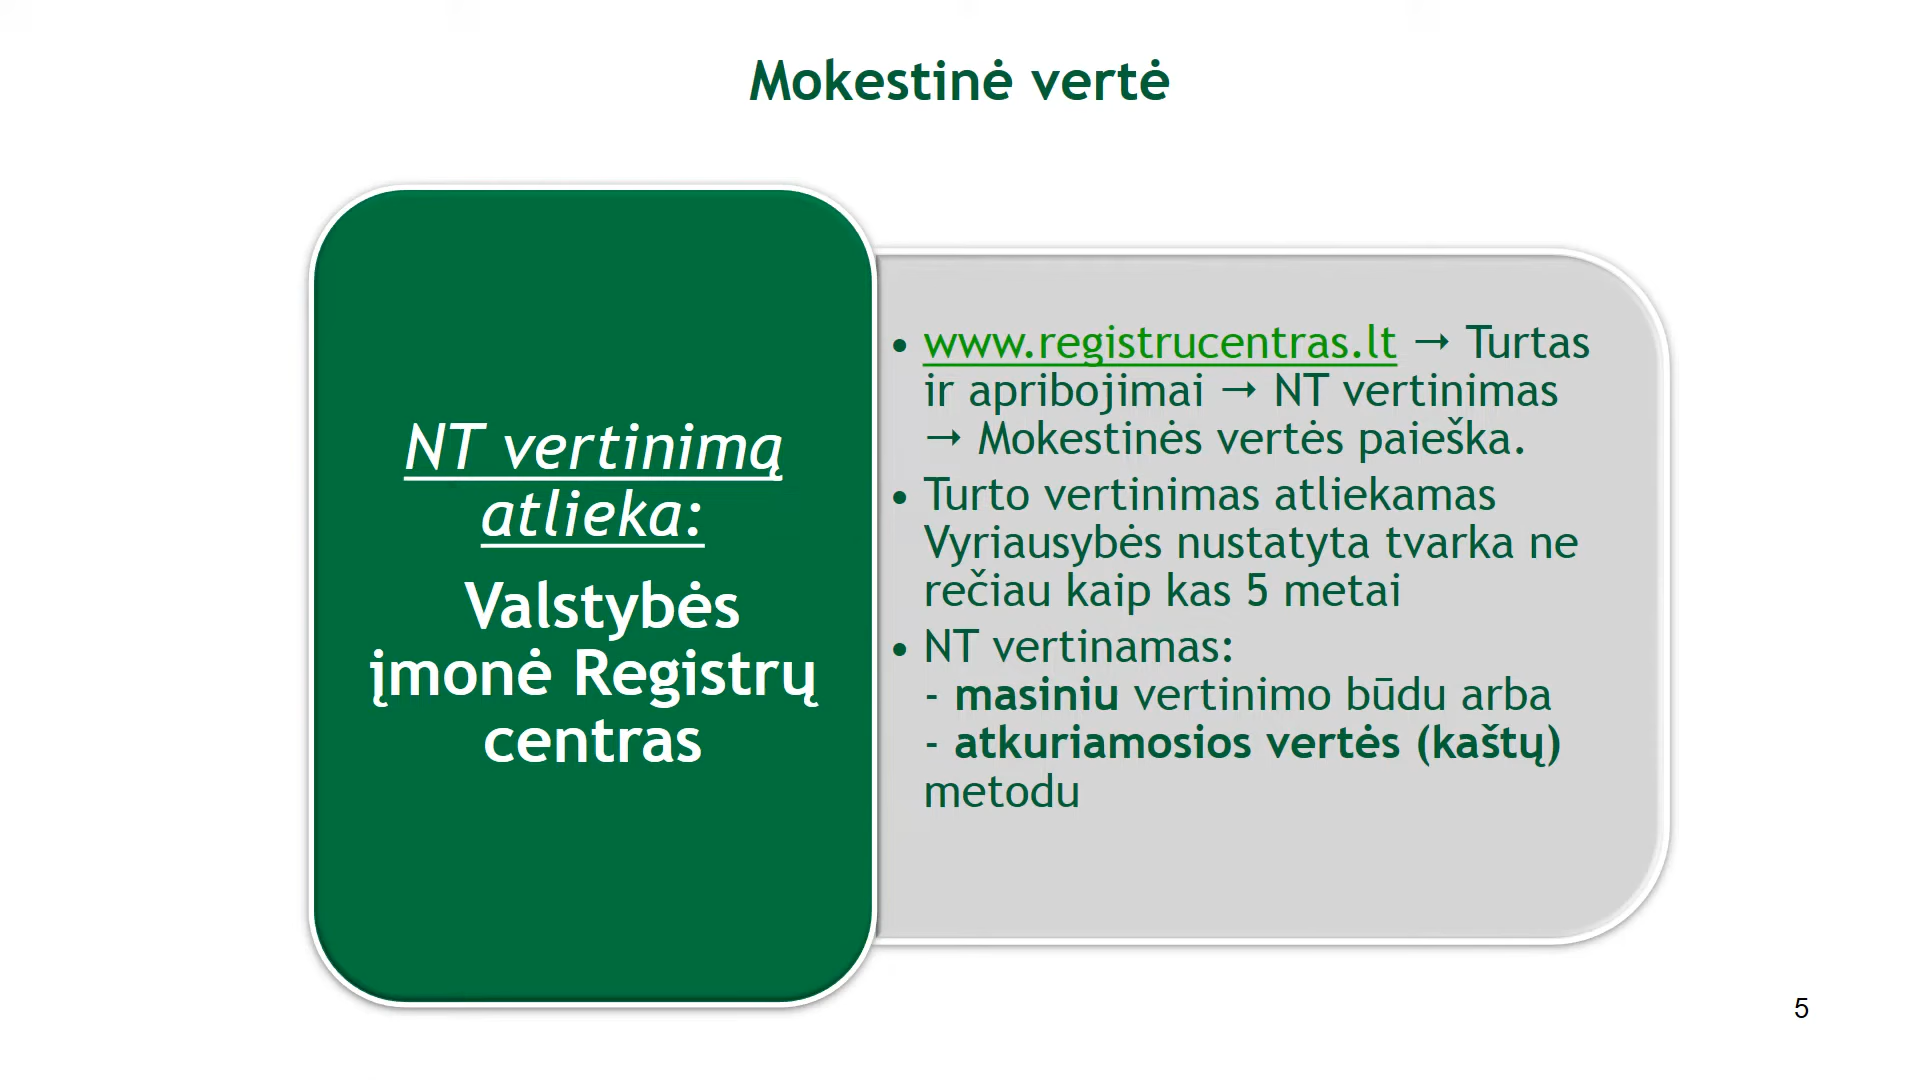 Mokestinė vertė
NT vertinimą
atlieka:
Valstybės
įmonė Registrų
centras
• www.registrucentras.lt → Turtas
ir apribojimai → NT vertinimas
→ Mokestinės vertės paieška.
• Turto vertinimas atliekamas
Vyriausybės nustatyta tvarka ne
rečiau kaip kas 5 metai
• NT vertinamas:
- masiniu vertinimo būdu arba
- atkuriamosios vertės (kaštų)
metodu
5